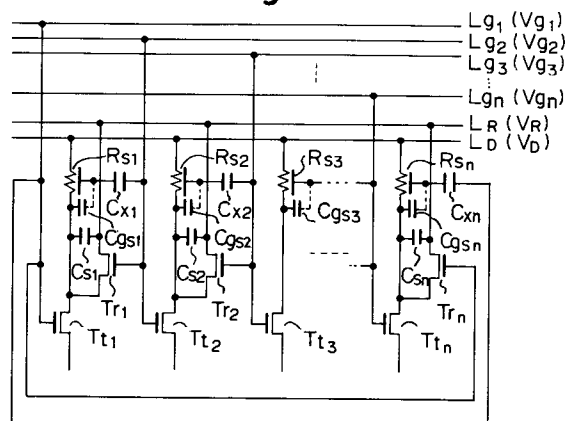 Lg1 (Vg1)
Lg2 (Vg2)
Lg3 (Vg3)
Lgn (Vgn)
LR (VR)
LD (VD)
Rs1
Rs2
Rs3
Rsn
Cx1
Cx2
Cxn
Cgs1
Cgs2
Cgs3
Cgsn
Cs1
Cs2
Csn
Tr1
Tr2
Trn
Tt1
Tt2
Tt3
Ttn